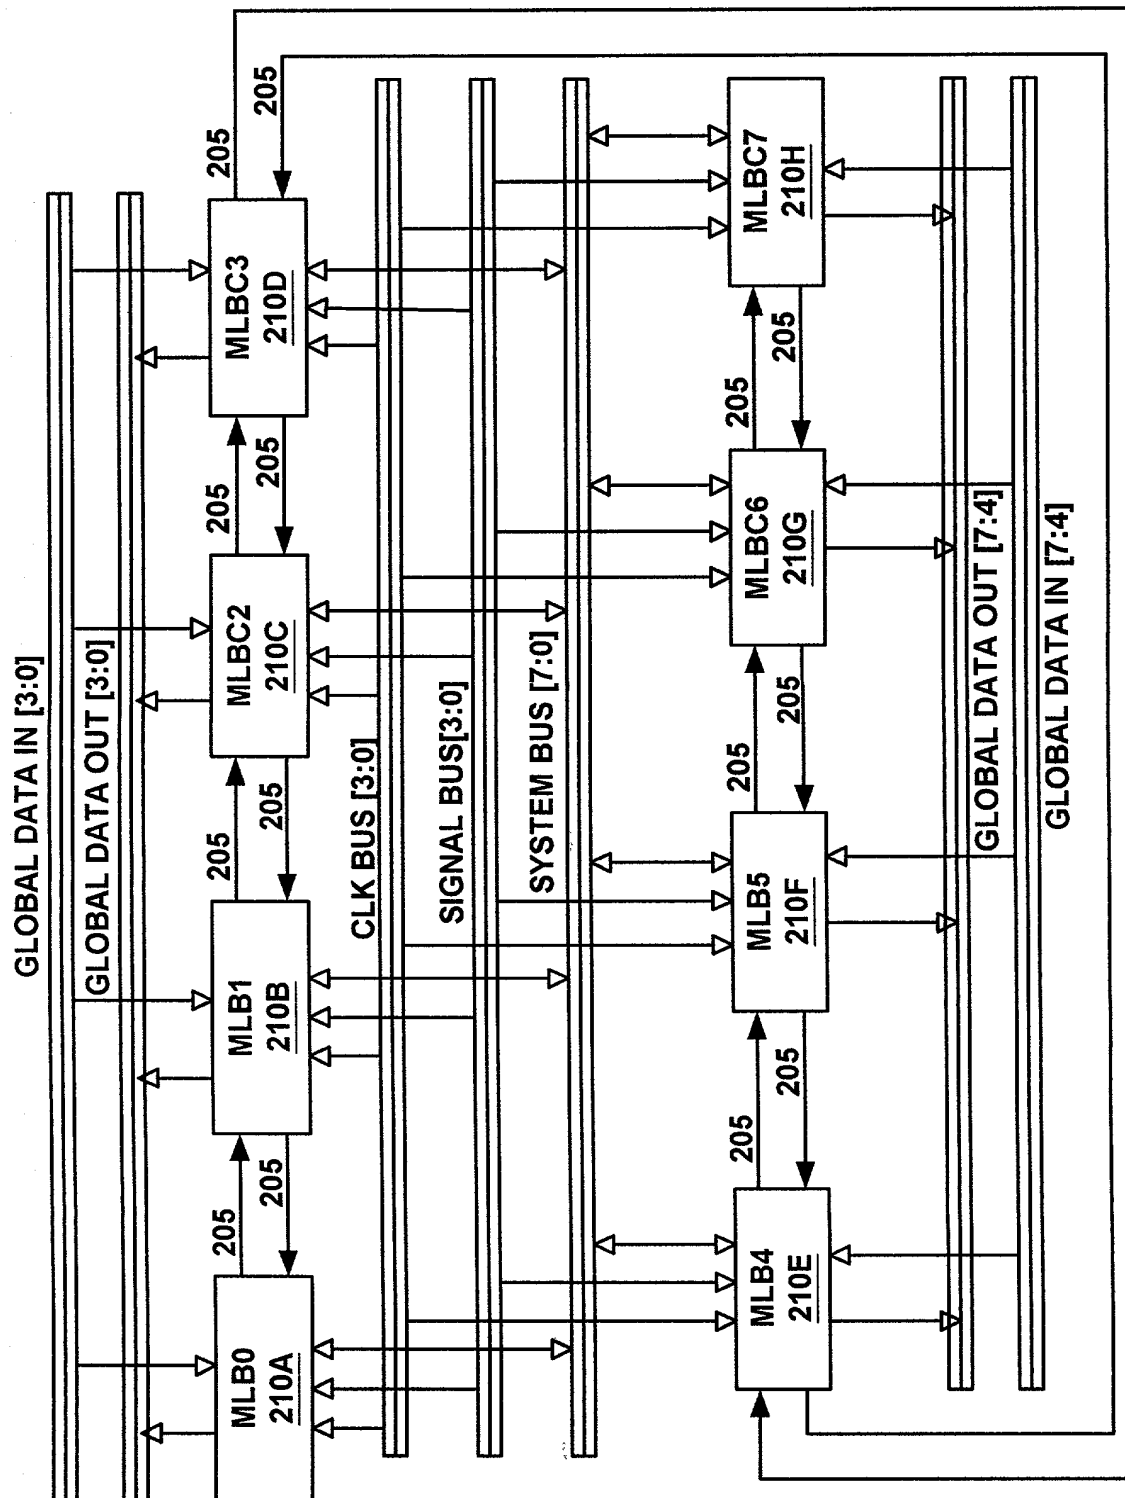 GLOBAL DATA IN [3:0]
GLOBAL DATA OUT [3:0]
MLB0
210A
205
205
MLB1
210B
205
205
MLBC2
210C
205
205
MLBC3
210D
205
205
CLK BUS [3:0]
SIGNAL BUS[3:0]
SYSTEM BUS [7:0]
MLB4
210E
205
205
MLB5
210F
205
205
MLBC6
210G
205
205
MLBC7
210H
GLOBAL DATA OUT [7:4]
GLOBAL DATA IN [7:4]